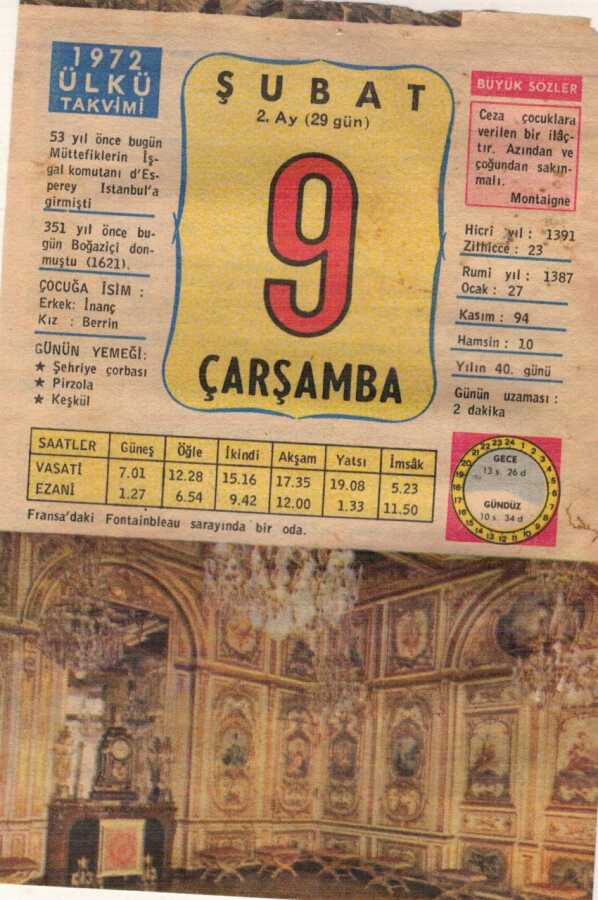 1972
ÜLKÜ
TAKVİMİ
53 yıl önce bugün
Müttefiklerin İş-
gal komutanı d'Es-
perey Istanbul'a
girmişti
351 yıl önce bu-
gün Boğaziçi don-
muştu (1621).
ÇOCUĞA İSİM :
Erkek: İnanç
Kız : Berrin
GÜNÜN YEMEĞİ:
★ Şehriye çorbası
★ Pirzola
★ Keşkül
ŞUBAT
2. Ay (29 gün)
9
ÇARŞAMBA
BÜYÜK SÖZLER
Ceza çocuklara
verilen bir ilâç-
tır. Azından ve
çoğundan sakın-
malı.
Montaigne
Hicrî yıl : 1391
Zilhicce : 23
Rumî yıl : 1387
Ocak : 27
Kasım : 94
Hamsin : 10
Yılın 40. günü
Günün uzaması :
2 dakika
SAATLER Güneş Öğle İkindi Akşam Yatsı İmsâk
VASATİ 7.01 12.28 15.16 17.35 19.08 5.23
EZANİ 1.27 6.54 9.42 12.00 1.33 11.50
GECE
13 s. 26 d
GÜNDÜZ
10 s. 34 d
Fransa'daki Fontainbleau sarayında bir oda.